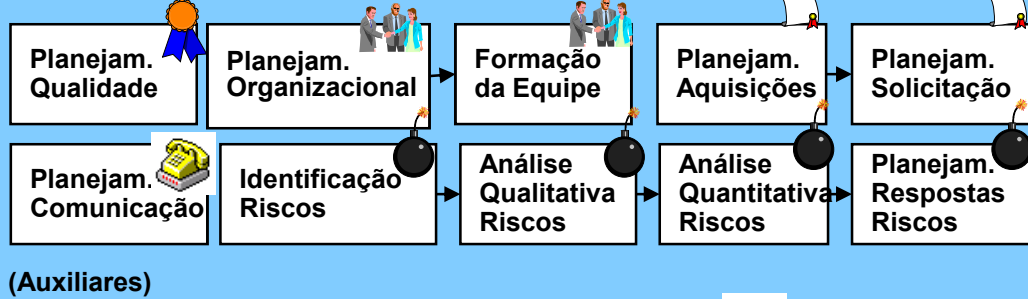 Planejam.
Qualidade
Planejam.
Organizacional
Formação
da Equipe
Planejam.
Aquisições
Planejam.
Solicitação
Planejam.
Comunicação
Identificação
Riscos
Análise
Qualitativa
Riscos
Análise
Quantitativa
Riscos
Planejam.
Respostas
Riscos
(Auxiliares)